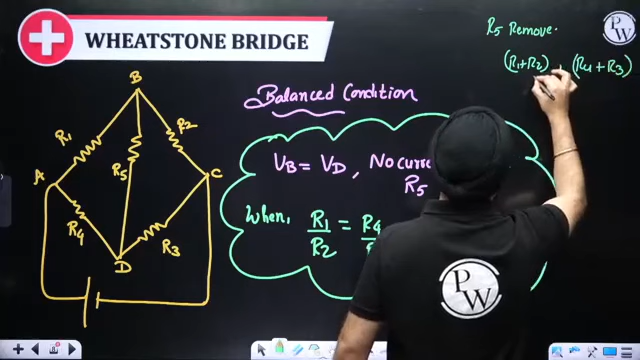 WHEATSTONE BRIDGE
R5 Remove.
(R1+R2) + (R4+R3)
Balanced Condition
VB = VD, No
R5
When, R1/R2 = R4
B
R1
R2
A
R5
C
R4
R3
D
PW
PW